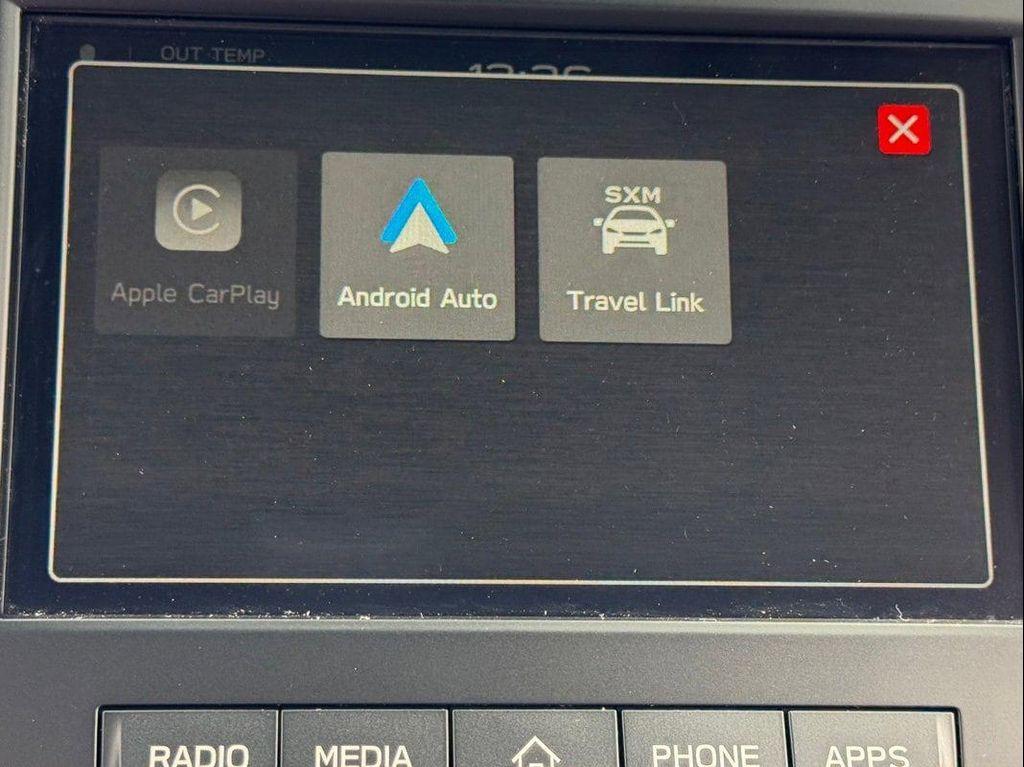 OUT TEMP
Apple CarPlay
Android Auto
SXM
Travel Link
RADIO
MEDIA
PHONE
APPS